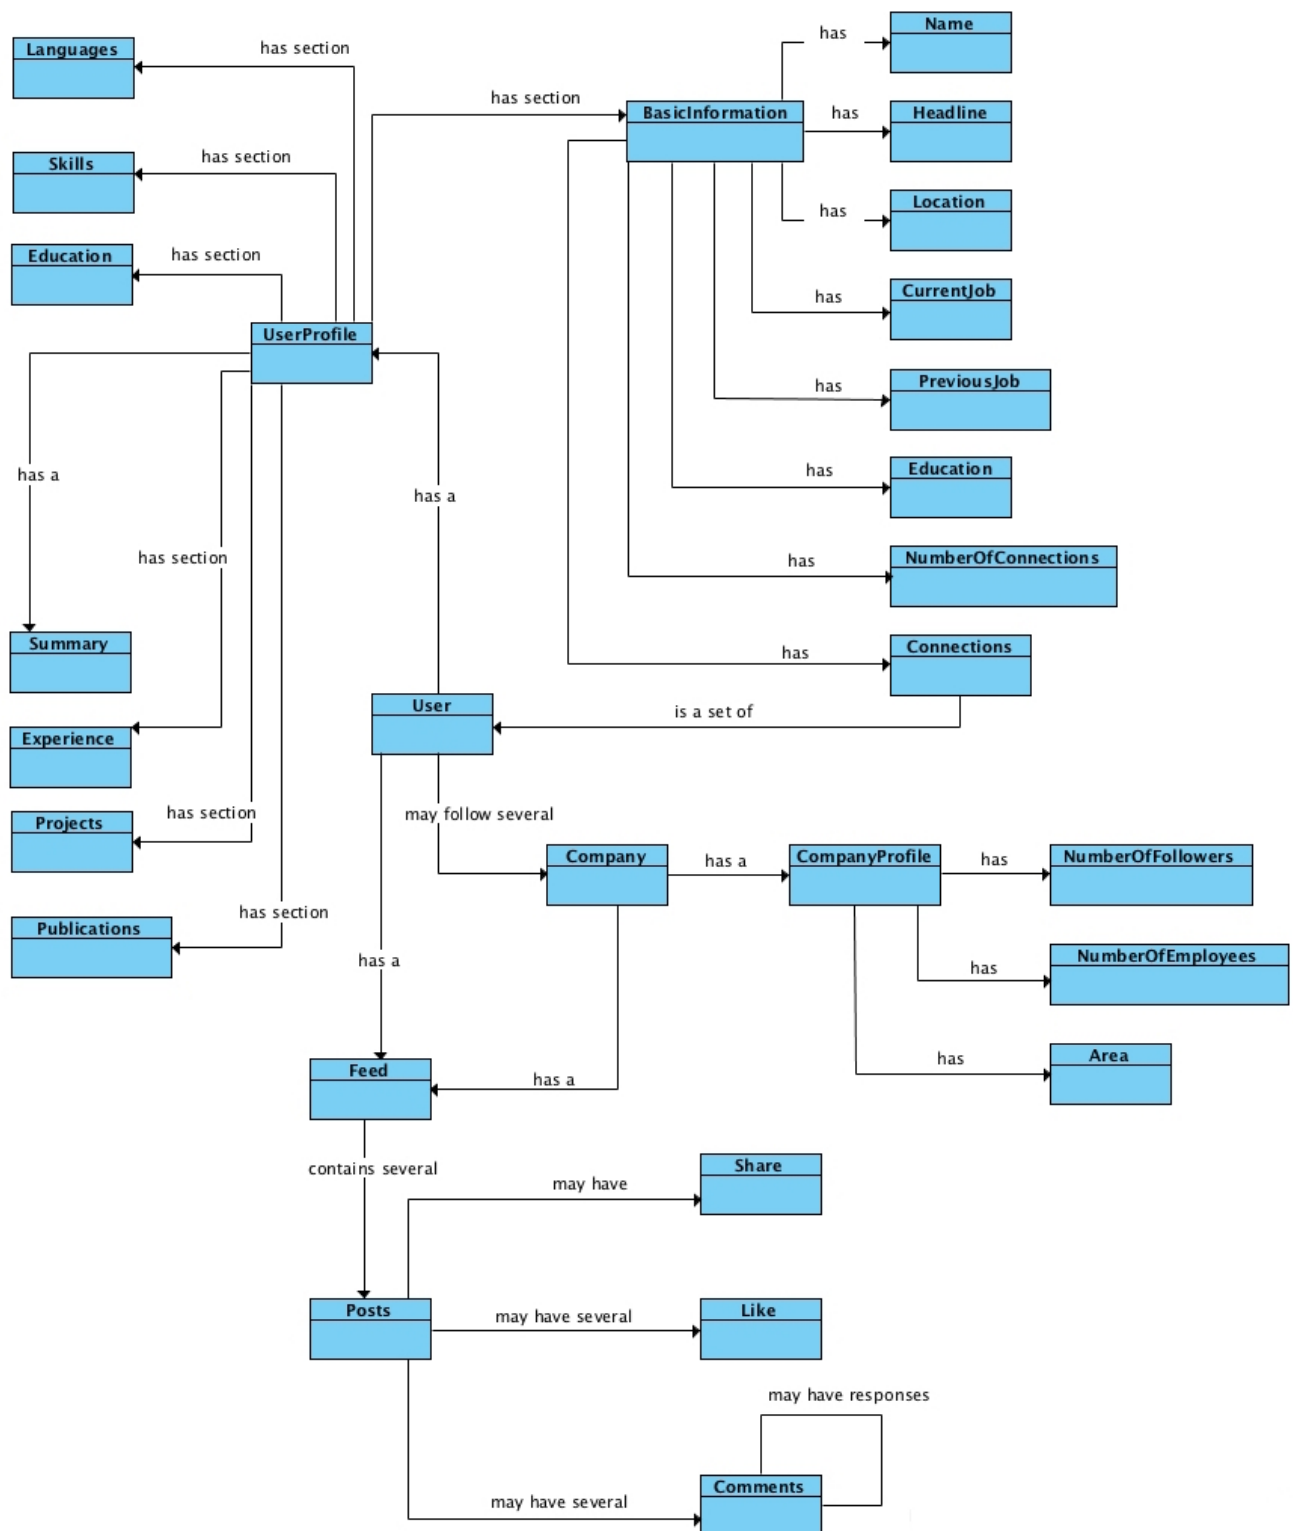 Name
has
Languages
has section
has section
BasicInformation
has
Headline
Skills
has section
Location
has
Education
has section
CurrentJob
has
UserProfile
PreviousJob
has
has a
has a
Education
has
has section
NumberOfConnections
has
Summary
Connections
has
User
is a set of
Experience
Projects
has section
may follow several
Company
has a
CompanyProfile
has
NumberOfFollowers
Publications
has section
has a
NumberOfEmployees
has
Feed
has a
Area
has
contains several
Share
may have
Posts
may have several
Like
may have responses
Comments
may have several